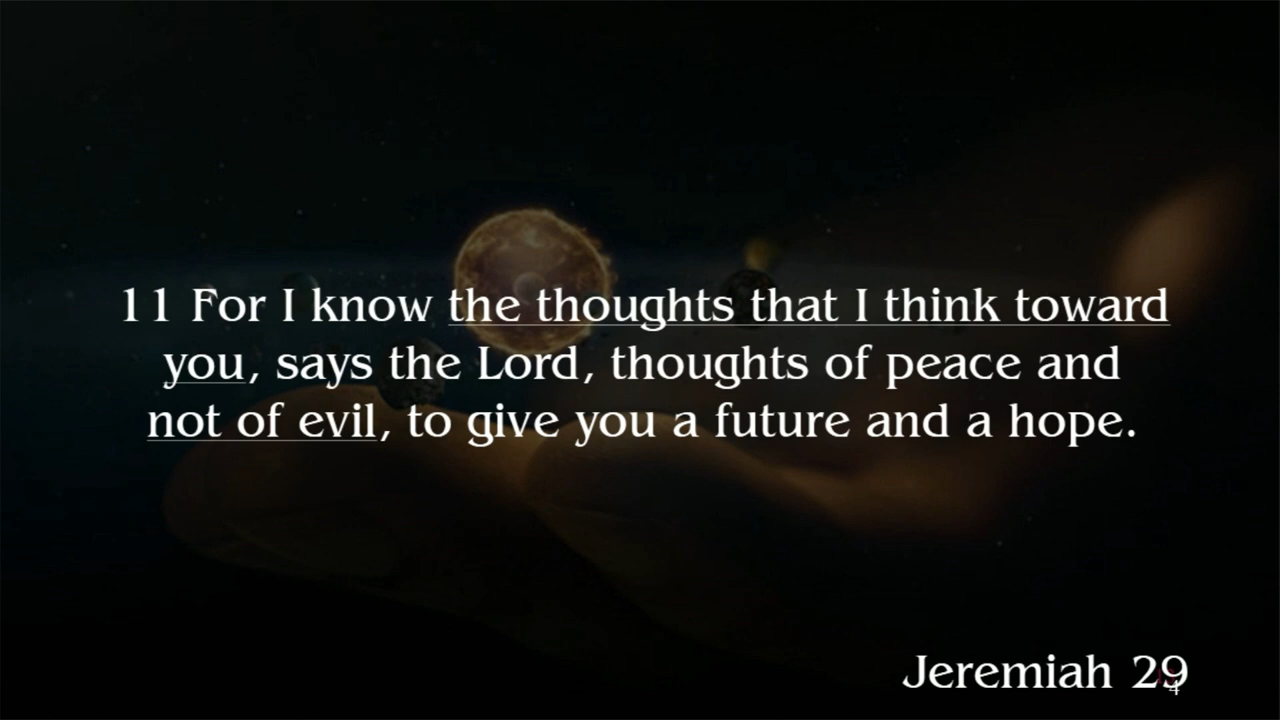 11 For I know the thoughts that I think toward
you, says the Lord, thoughts of peace and
not of evil, to give you a future and a hope.
Jeremiah 29
4